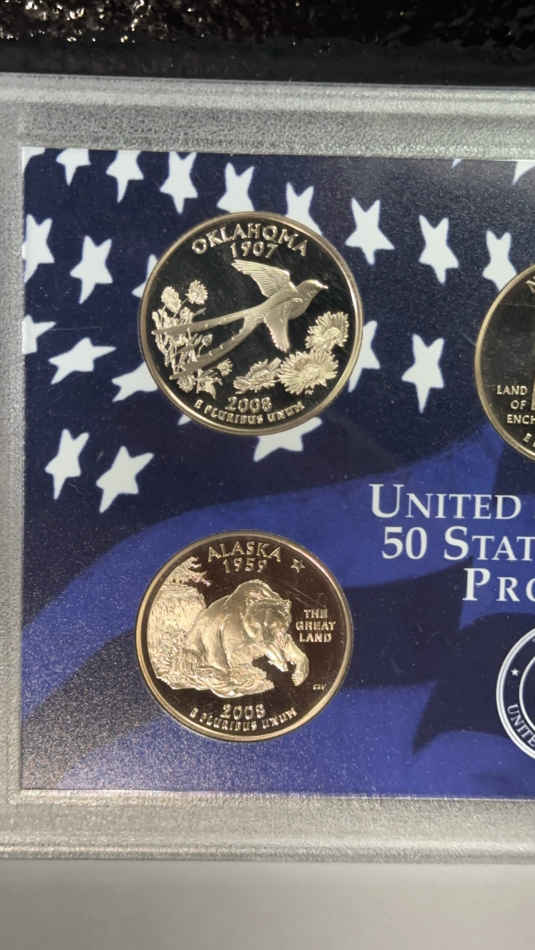 OKLAHOMA
1907
2008
E PLURIBUS UNUM
LAND
OF
ENCH
E
UNITED
50 STAT
PRO
ALASKA
1959
THE
GREAT
LAND
2008
E PLURIBUS UNUM
UNITE